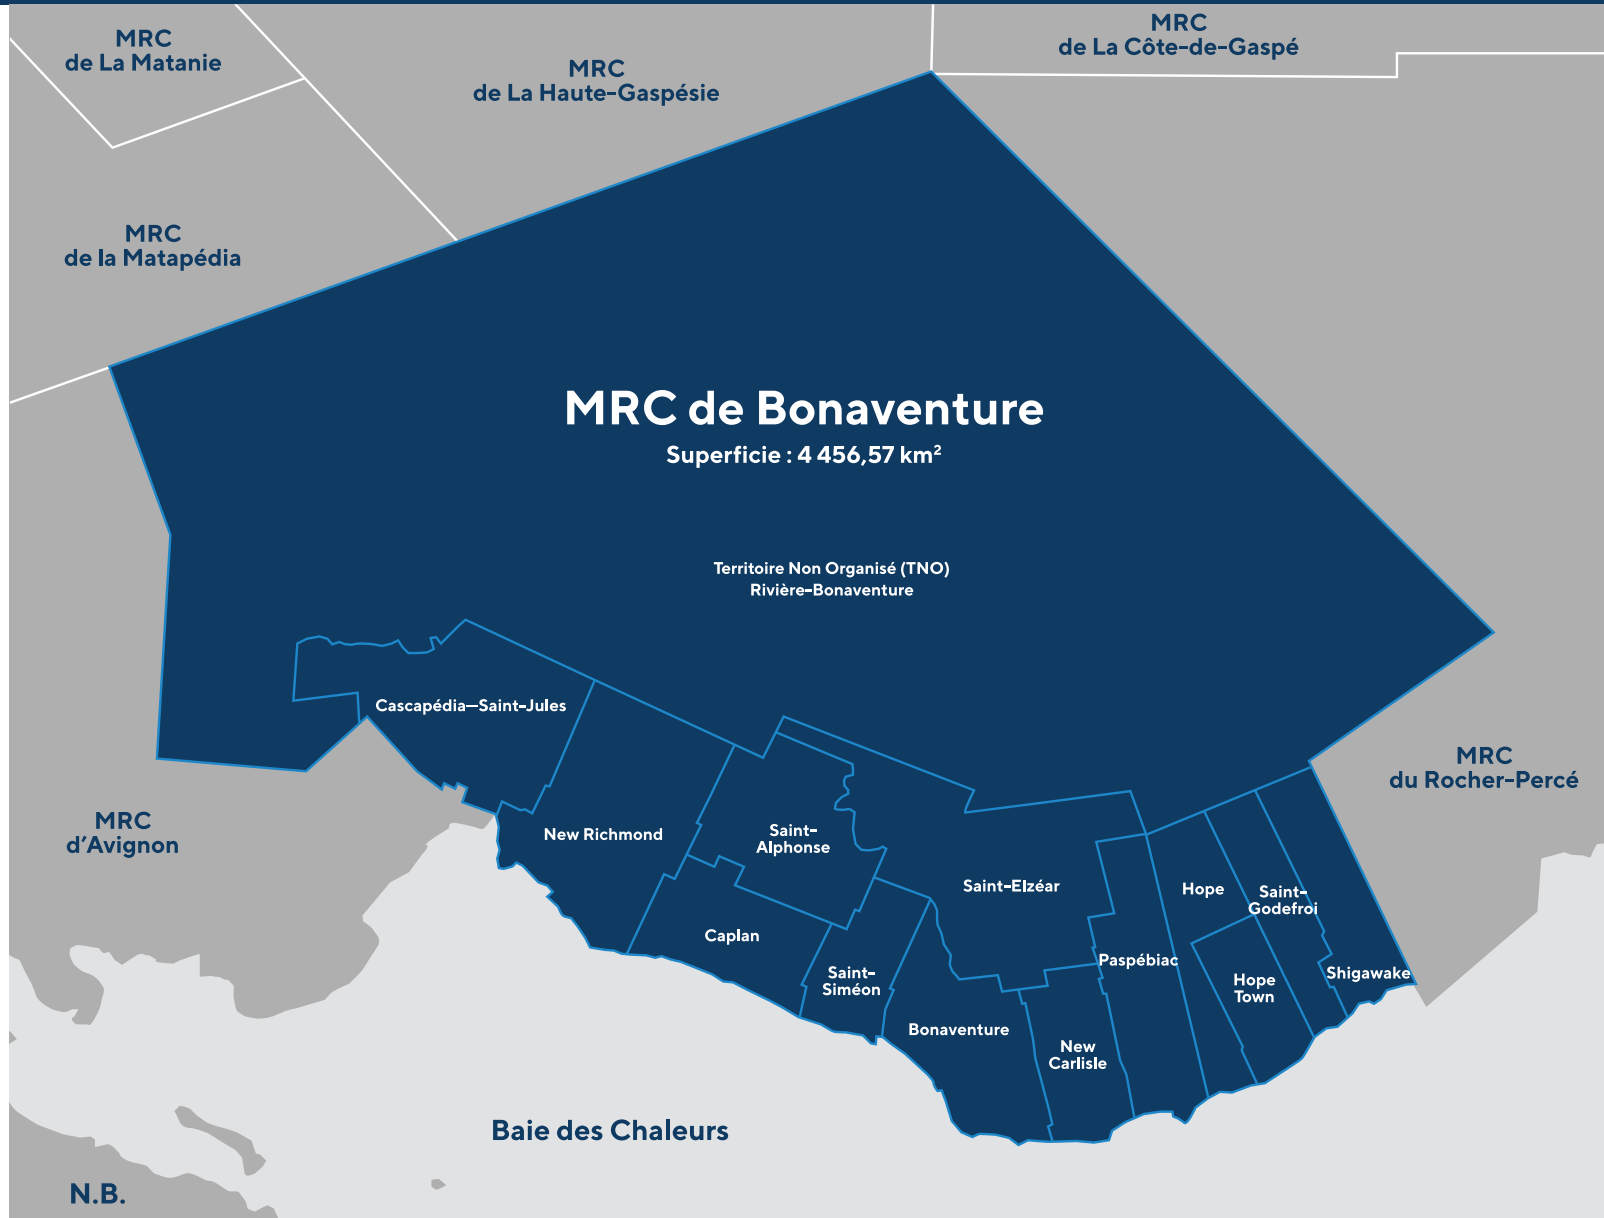 MRC
de La Matanie
MRC
de La Haute-Gaspésie
MRC
de La Côte-de-Gaspé
MRC
de la Matapédia
MRC de Bonaventure
Superficie : 4 456,57 km²
Territoire Non Organisé (TNO)
Rivière-Bonaventure
Cascapédia—Saint-Jules
MRC
du Rocher-Percé
MRC
d'Avignon
New Richmond
Saint-
Alphonse
Saint-Elzéar
Hope
Saint-
Godefroi
Caplan
Paspébiac
Saint-
Siméon
Hope
Town
Shigawake
Bonaventure
New
Carlisle
Baie des Chaleurs
N.B.